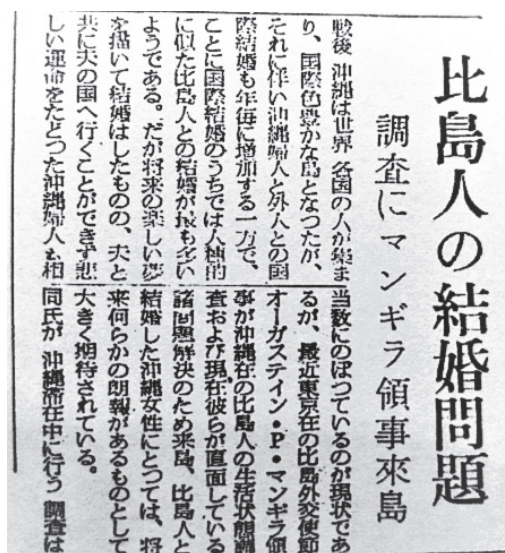 比島人の結婚問題
調査にマンギラ領事來島
戦後 沖縄は世界 各国の人が集ま
り、国際色豊かな島となつたが、
それに伴い沖縄婦人と外人との国
際結婚も年毎に増加する一方で、
ことに国際結婚のうちでは人種的
に似た比島人との結婚が最も多い
ようである。だが将来の楽しい夢
を描いて結婚はしたものの、夫と
共に夫の国へ行くことができず悲
しい運命をたどつた沖縄婦人も相
当数にのぼつているのが現状であ
るが、最近東京在の比島外交使節
オーガステイン・P・マンギラ領
事が沖縄在の比島人の生活状態調
査および現在彼らが直面している
諸問題解決のため来島、比島人と
結婚した沖縄女性にとつては、将
来何らかの朗報があるものとして
大きく期待されている。
同氏が 沖縄滞在中に行う 調査は